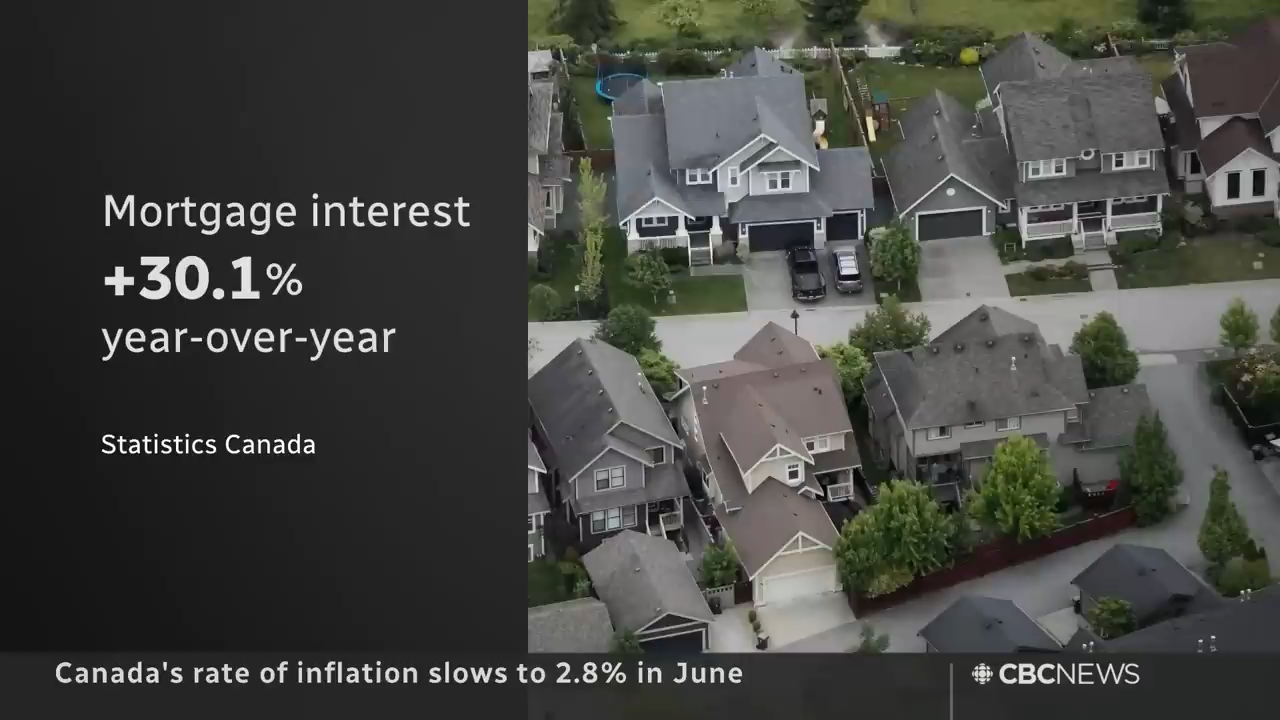 Mortgage interest
+30.1%
year-over-year
Statistics Canada
Canada's rate of inflation slows to 2.8% in June
CBCNEWS